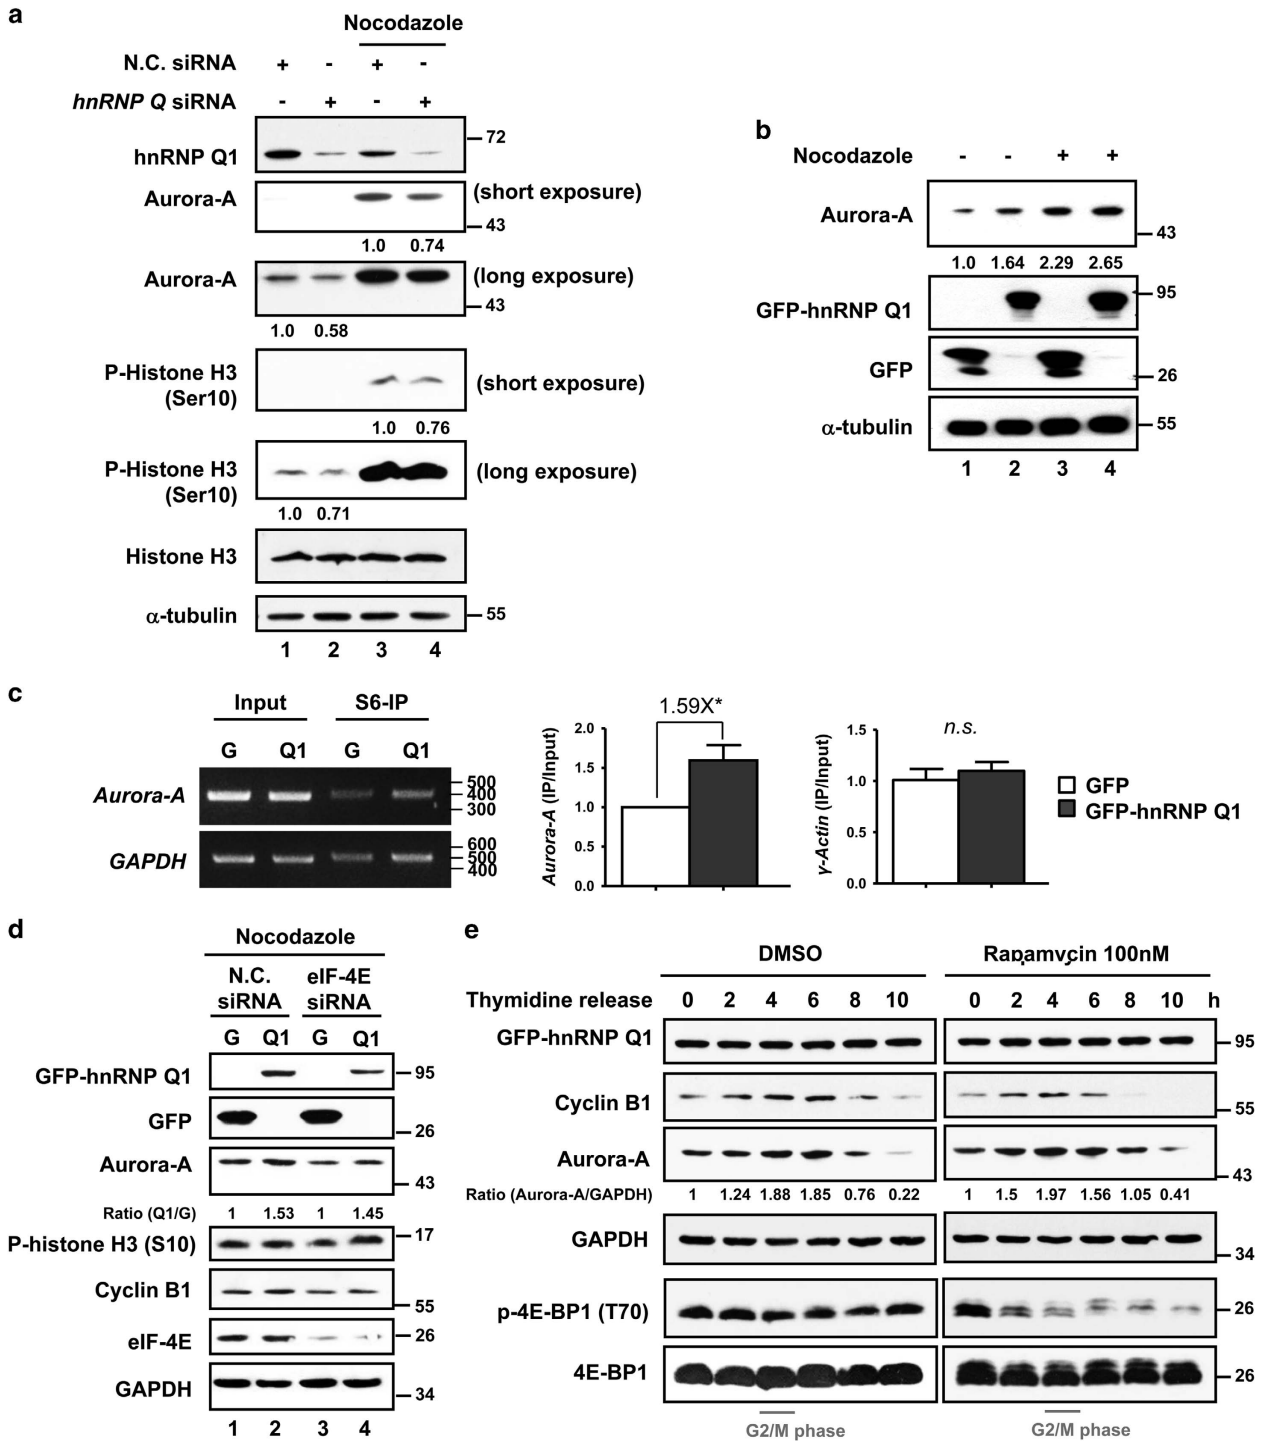 a
Nocodazole
N.C. siRNA + - + -
hnRNP Q siRNA - + - +
hnRNP Q1 72
Aurora-A (short exposure)
43
1.0 0.74
Aurora-A (long exposure)
43
1.0 0.58
P-Histone H3 (Ser10) (short exposure)
1.0 0.76
P-Histone H3 (Ser10) (long exposure)
1.0 0.71
Histone H3
α-tubulin 55
1 2 3 4
b
Nocodazole - - + +
Aurora-A 43
1.0 1.64 2.29 2.65
GFP-hnRNP Q1 95
GFP 26
α-tubulin 55
1 2 3 4
c
Input S6-IP
G Q1 G Q1
Aurora-A 500 400 300
GAPDH 600 500 400
1.59X*
Aurora-A (IP/Input)
2.0
1.5
1.0
0.5
0.0
n.s.
γ-Actin (IP/Input)
1.5
1.0
0.5
0.0
GFP
GFP-hnRNP Q1
d
Nocodazole
N.C. siRNA eIF-4E siRNA
G Q1 G Q1
GFP-hnRNP Q1 95
GFP 26
Aurora-A 43
Ratio (Q1/G) 1 1.53 1 1.45
P-histone H3 (S10) 17
Cyclin B1 55
eIF-4E 26
GAPDH 34
1 2 3 4
e
DMSO Rapamycin 100nM
Thymidine release 0 2 4 6 8 10 0 2 4 6 8 10 h
GFP-hnRNP Q1 95
Cyclin B1 55
Aurora-A 43
Ratio (Aurora-A/GAPDH) 1 1.24 1.88 1.85 0.76 0.22 1 1.5 1.97 1.56 1.05 0.41
GAPDH 34
p-4E-BP1 (T70) 26
4E-BP1 26
G2/M phase G2/M phase